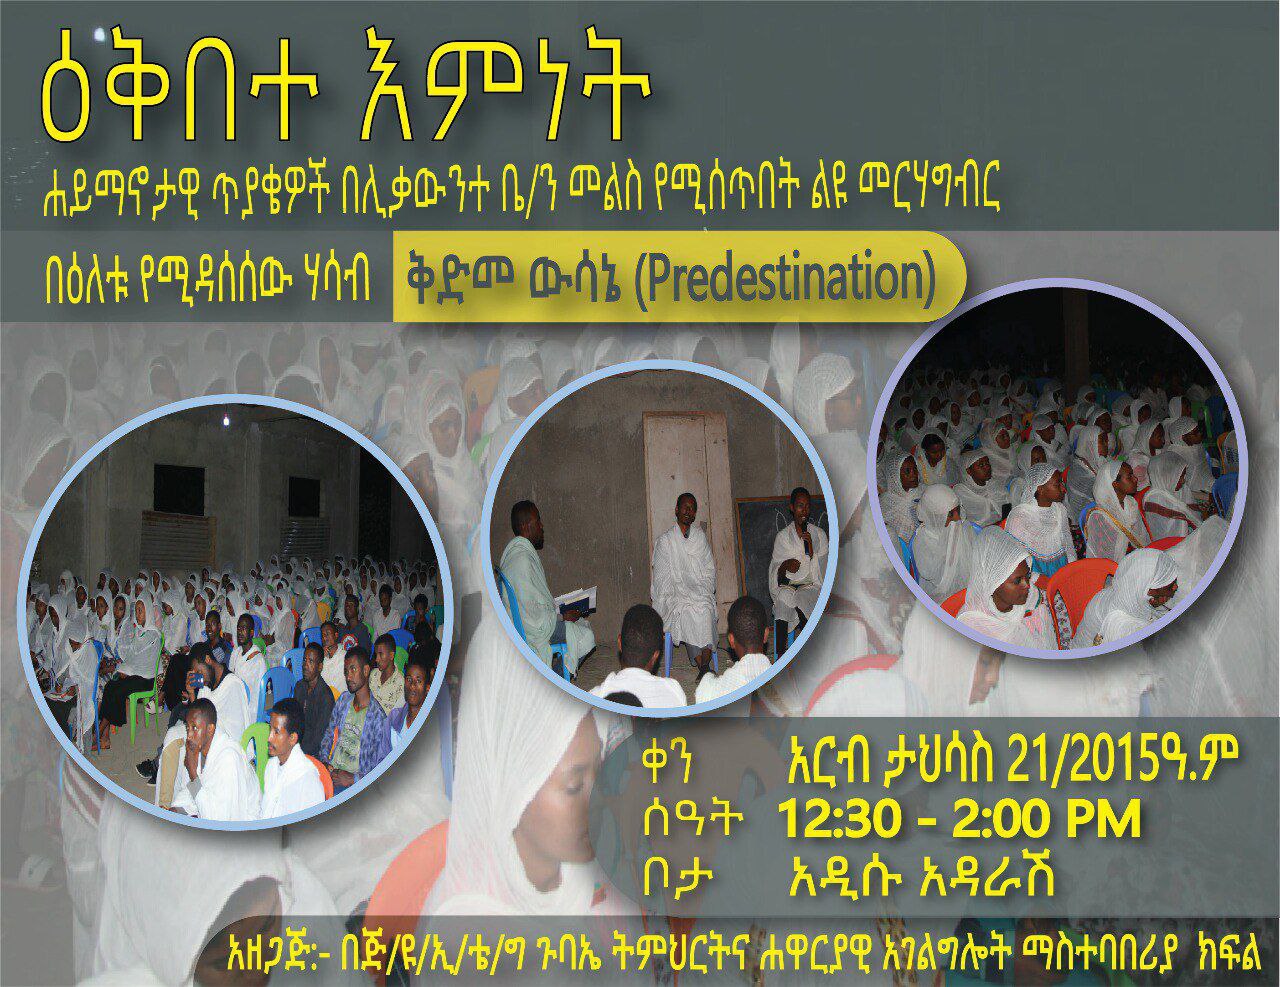 ዕቅበተ እምነት
ሐይማኖታዊ ጥያቄዎች በሊቃውንተ ቤ/ን መልስ የሚሰጥበት ልዩ መርሃግብር
በዕለቱ የሚዳሰሰው ሃሳብ ቅድመ ውሳኔ (Predestination)
ቀን አርብ ታህሳስ 21/2015ዓ.ም
ሰዓት 12:30 - 2:00 PM
ቦታ አዲሱ አዳራሽ
አዘጋጅ:- በጅ/ዩ/ኢ/ቴ/ግ ጉባኤ ትምህርትና ሐዋርያዊ አገልግሎት ማስተባበሪያ ክፍል